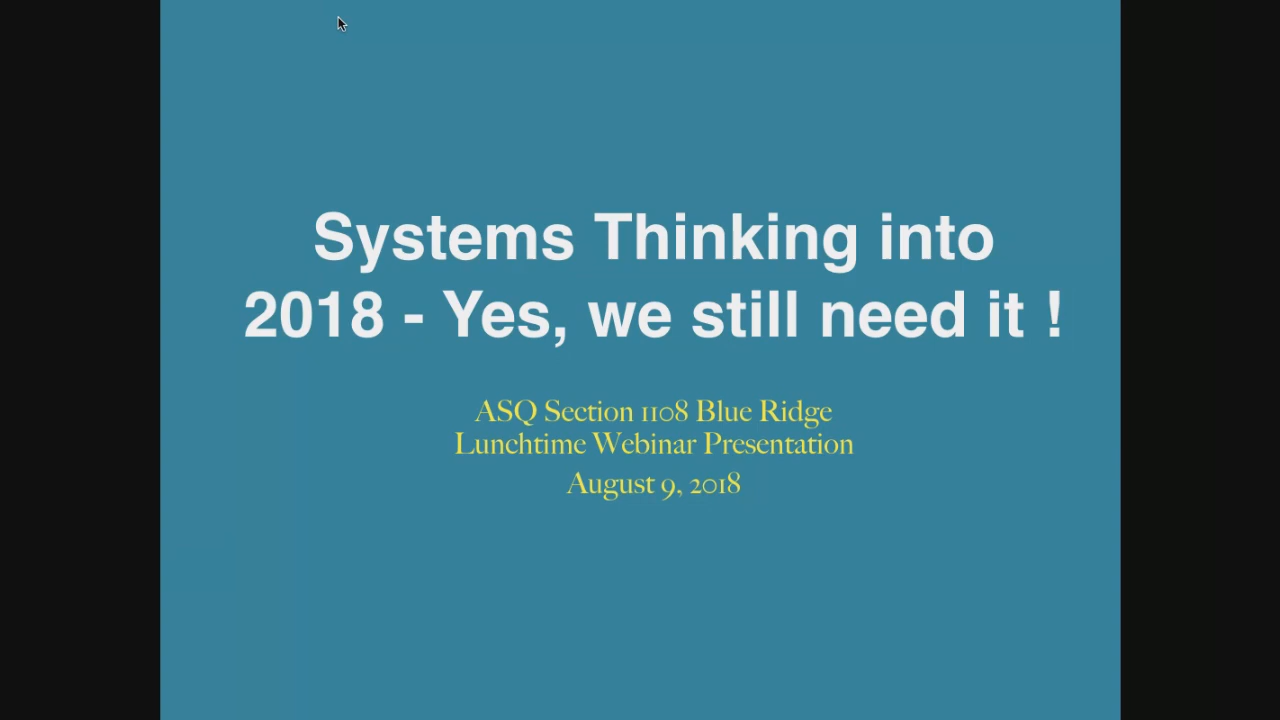 Systems Thinking into
2018 - Yes, we still need it !
ASQ Section 1108 Blue Ridge
Lunchtime Webinar Presentation
August 9, 2018